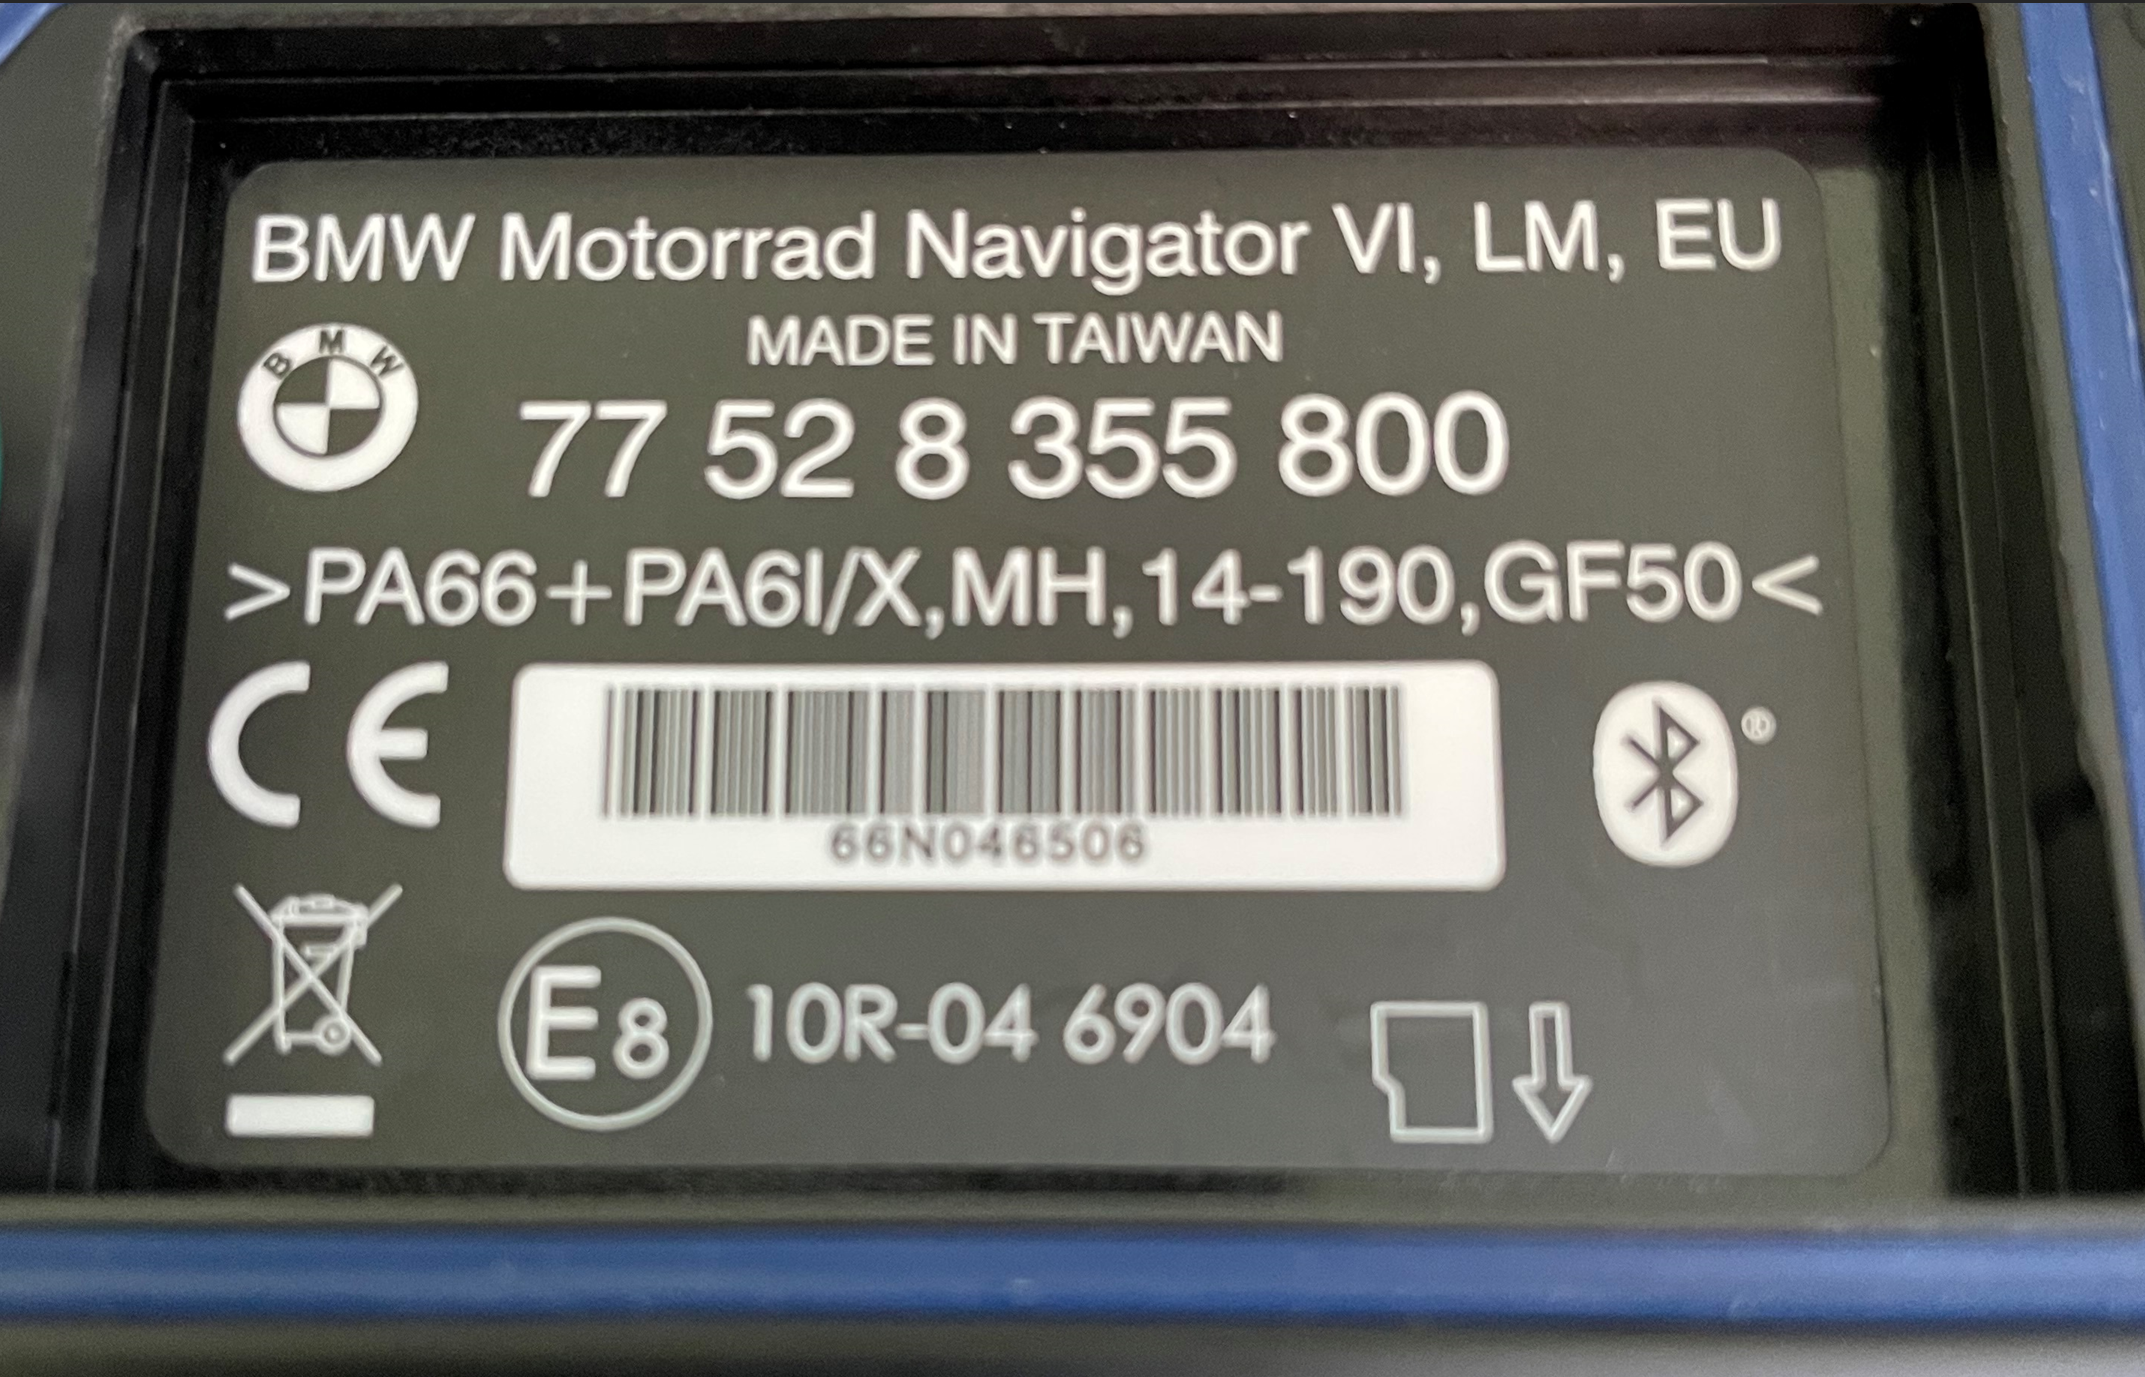 BMW Motorrad Navigator VI, LM, EU
MADE IN TAIWAN
BMW
77 52 8 355 800
>PA66+PA6I/X,MH,14-190,GF50<
CE
66N046506
®
E8 10R-04 6904